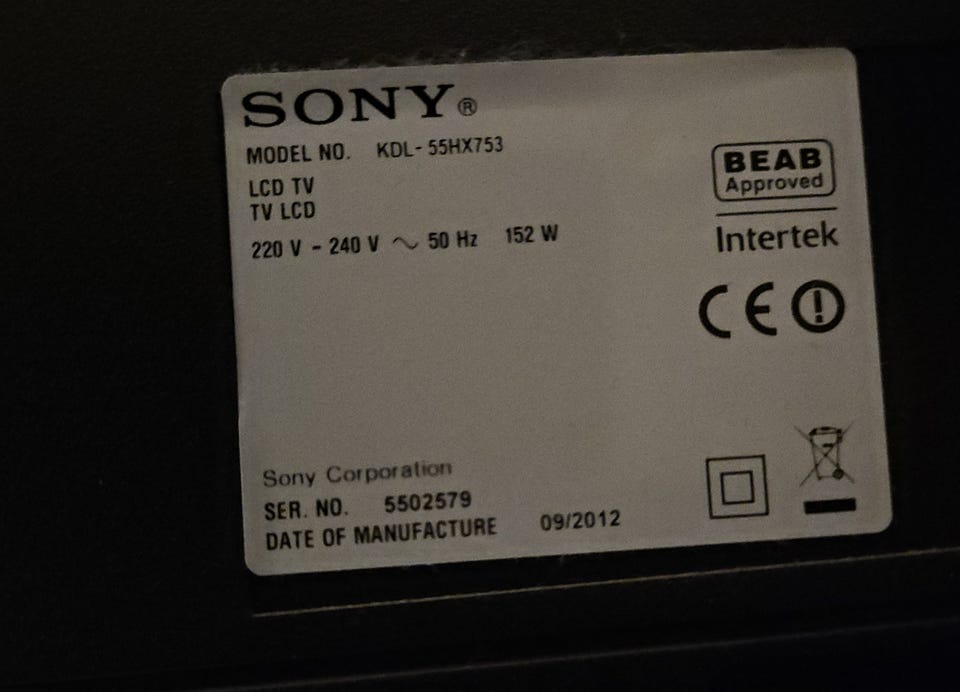 SONY®
MODEL NO. KDL-55HX753
LCD TV
TV LCD
220 V - 240 V ~ 50 Hz 152 W
BEAB
Approved
Intertek
CE
Sony Corporation
SER. NO. 5502579
DATE OF MANUFACTURE 09/2012